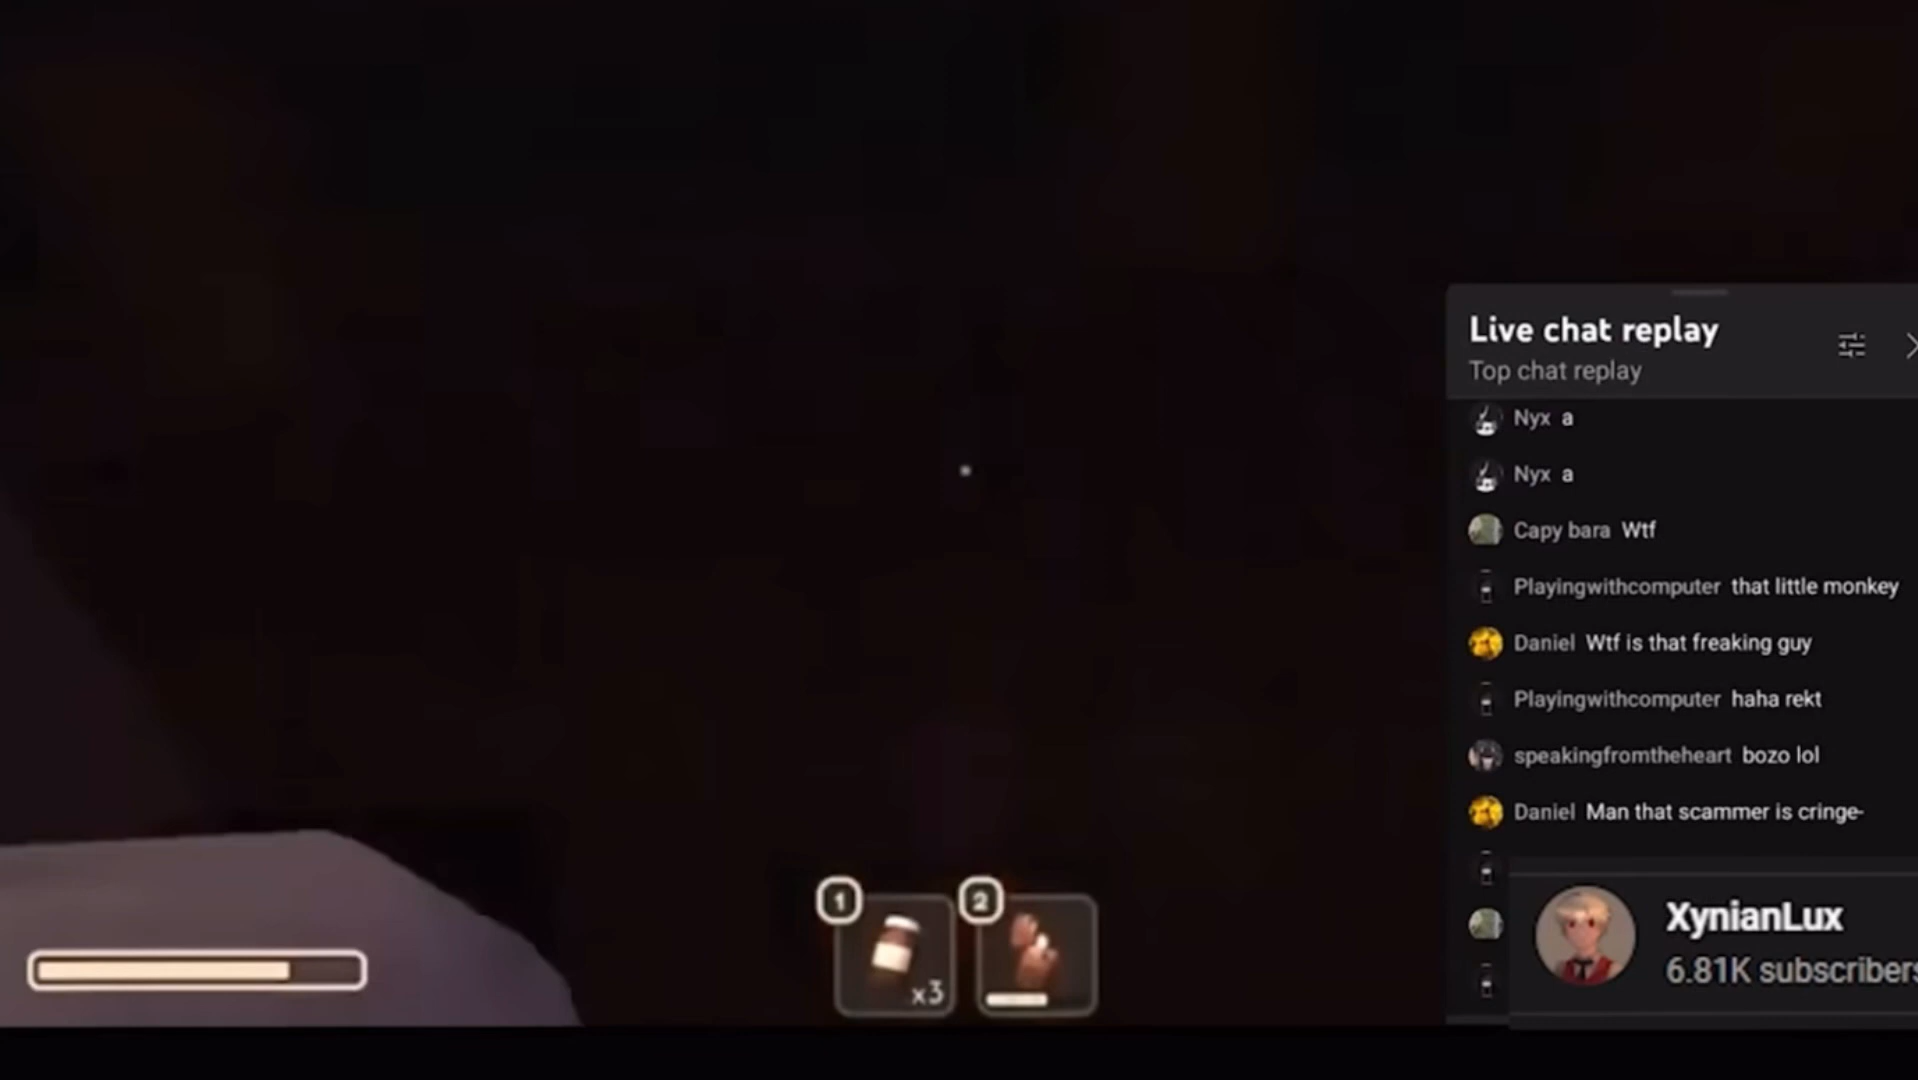 Live chat replay
Top chat replay
Nyx a
Nyx a
Capy bara Wtf
Playingwithcomputer that little monkey
Daniel Wtf is that freaking guy
Playingwithcomputer haha rekt
speakingfromtheheart bozo lol
Daniel Man that scammer is cringe-
XynianLux
6.81K subscribers
1
2
x3